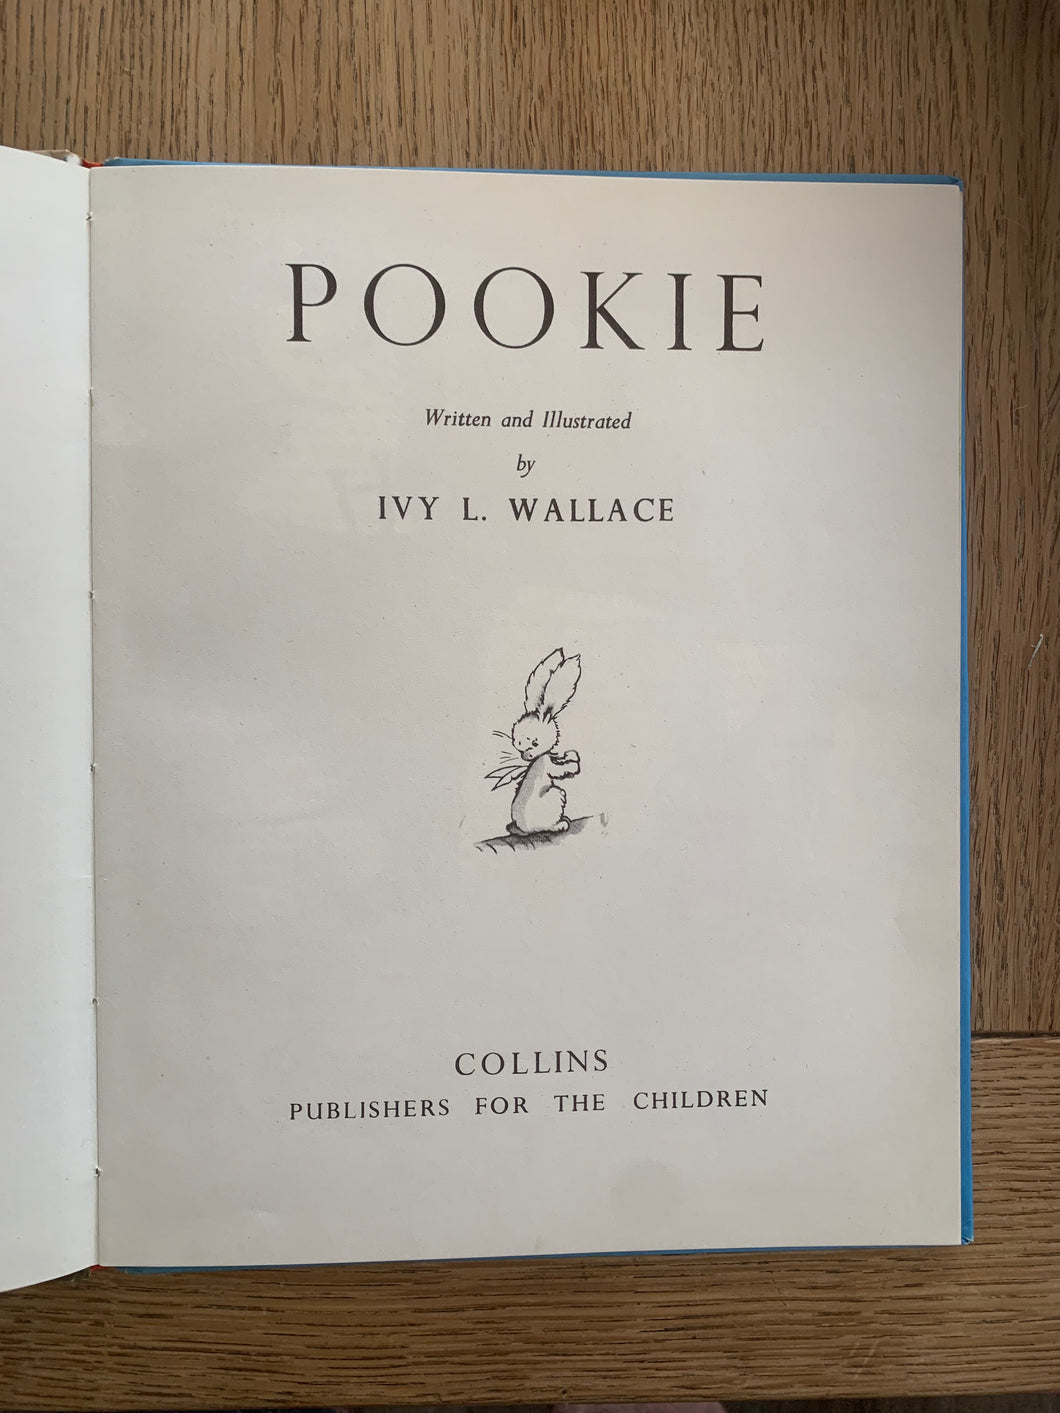 POOKIE
Written and Illustrated
by
IVY L. WALLACE
COLLINS
PUBLISHERS FOR THE CHILDREN